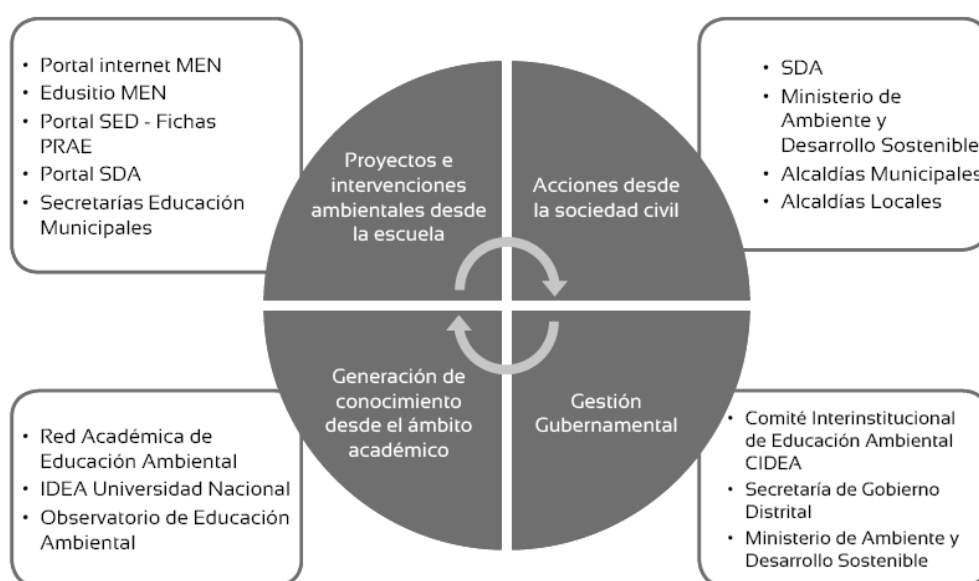 • Portal internet MEN
• Edusitio MEN
• Portal SED - Fichas
PRAE
• Portal SDA
• Secretarías Educación
Municipales
Proyectos e
intervenciones
ambientales desde
la escuela
Acciones desde
la sociedad civil
• SDA
• Ministerio de
Ambiente y
Desarrollo Sostenible
• Alcaldías Municipales
• Alcaldías Locales
• Red Académica de
Educación Ambiental
• IDEA Universidad Nacional
• Observatorio de Educación
Ambiental
Generación de
conocimiento
desde el ámbito
académico
Gestión
Gubernamental
• Comité Interinstitucional
de Educación Ambiental
CIDEA
• Secretaría de Gobierno
Distrital
• Ministerio de Ambiente y
Desarrollo Sostenible